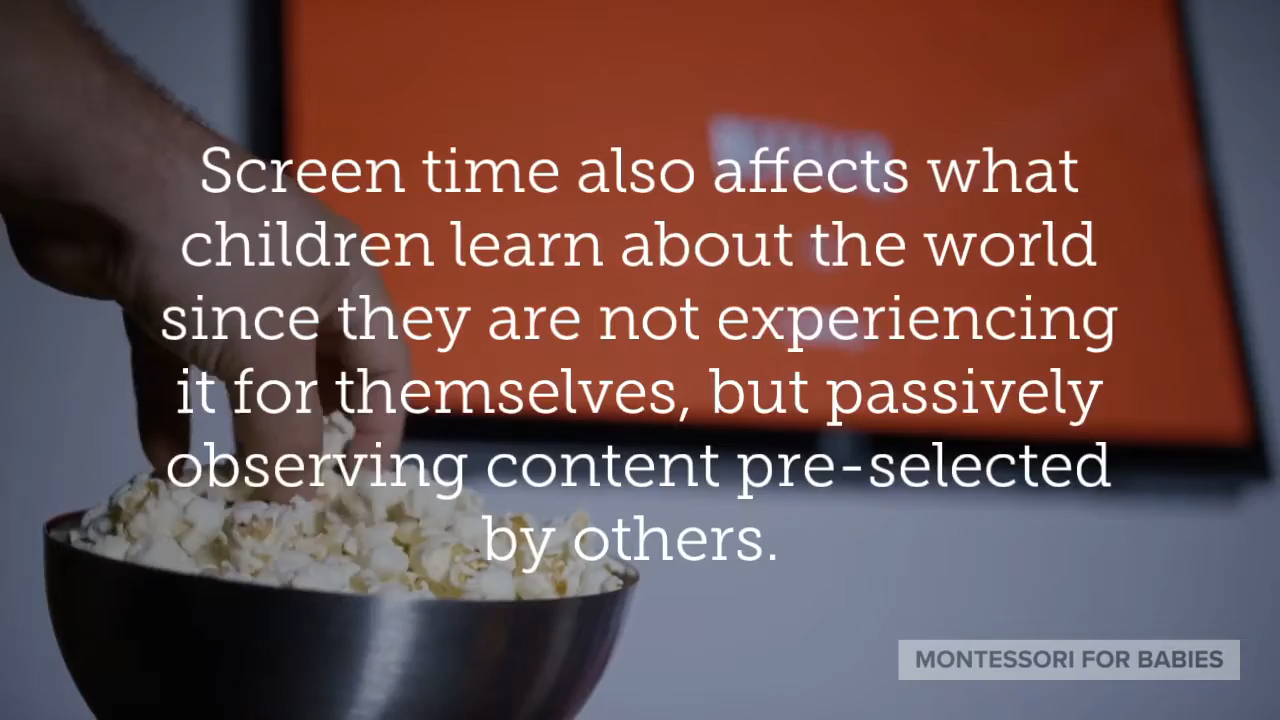 Screen time also affects what
children learn about the world
since they are not experiencing
it for themselves, but passively
observing content pre-selected
by others.
MONTESSORI FOR BABIES